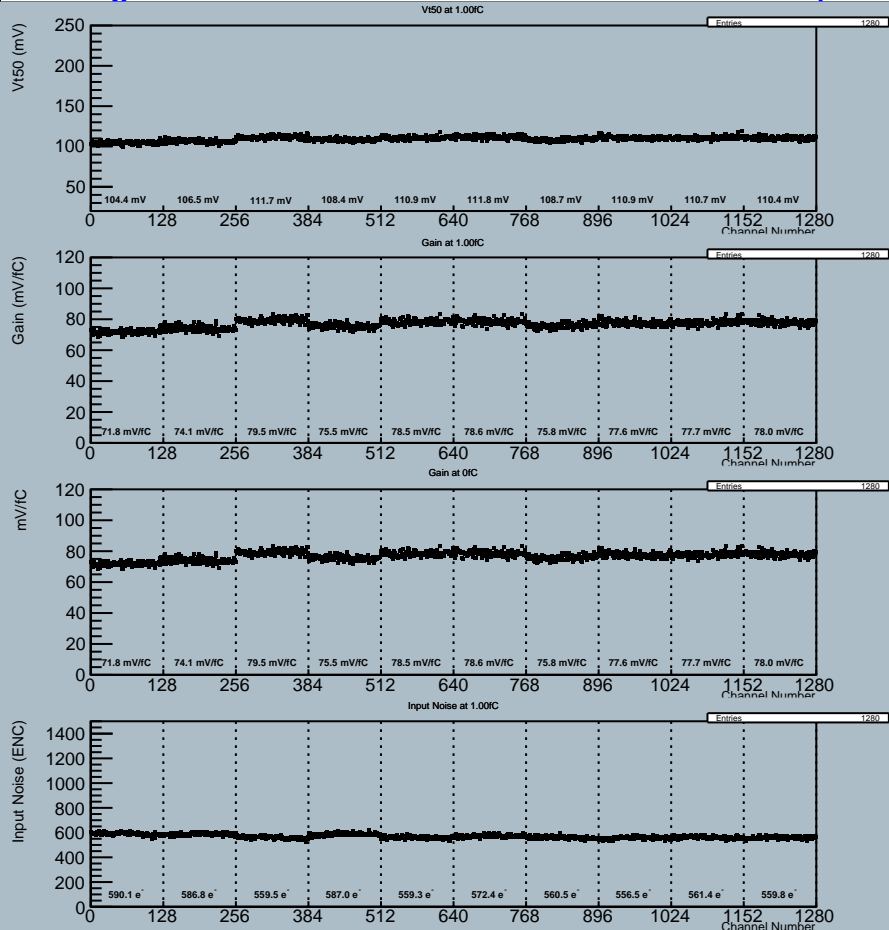 Vt50 at 1.00fC
Entries 1280
Vt50 (mV)
250
200
150
100
50
104.4 mV 106.5 mV 111.7 mV 108.4 mV 110.9 mV 111.8 mV 108.7 mV 110.9 mV 110.7 mV 110.4 mV
0 128 256 384 512 640 768 896 1024 1152 1280
Channel Number
Gain at 1.00fC
Entries 1280
Gain (mV/fC)
120
100
80
60
40
20
0
71.8 mV/fC 74.1 mV/fC 79.5 mV/fC 75.5 mV/fC 78.5 mV/fC 78.6 mV/fC 75.8 mV/fC 77.6 mV/fC 77.7 mV/fC 78.0 mV/fC
0 128 256 384 512 640 768 896 1024 1152 1280
Channel Number
Gain at 0fC
Entries 1280
mV/fC
120
100
80
60
40
20
0
71.8 mV/fC 74.1 mV/fC 79.5 mV/fC 75.5 mV/fC 78.5 mV/fC 78.6 mV/fC 75.8 mV/fC 77.6 mV/fC 77.7 mV/fC 78.0 mV/fC
0 128 256 384 512 640 768 896 1024 1152 1280
Channel Number
Input Noise at 1.00fC
Entries 1280
Input Noise (ENC)
1400
1200
1000
800
600
400
200
0
590.1 e⁻ 586.8 e⁻ 559.5 e⁻ 587.0 e⁻ 559.3 e⁻ 572.4 e⁻ 560.5 e⁻ 556.5 e⁻ 561.4 e⁻ 559.8 e⁻
0 128 256 384 512 640 768 896 1024 1152 1280
Channel Number